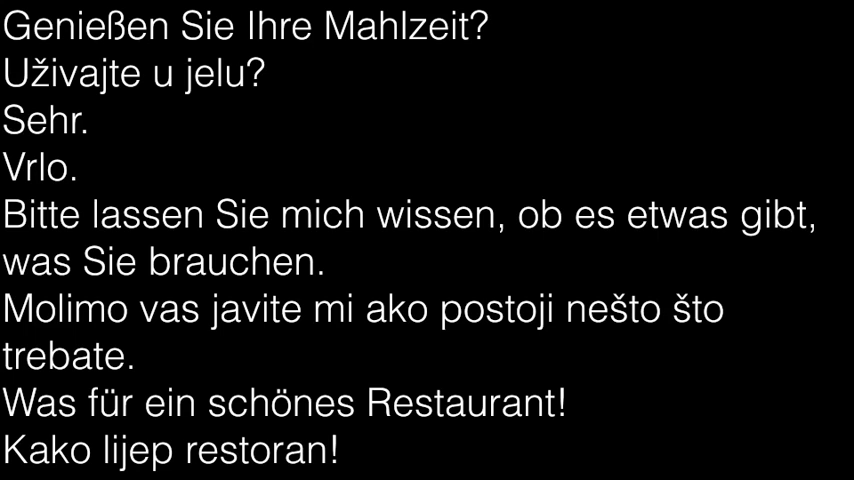 Genießen Sie Ihre Mahlzeit?
Uživajte u jelu?
Sehr.
Vrlo.
Bitte lassen Sie mich wissen, ob es etwas gibt,
was Sie brauchen.
Molimo vas javite mi ako postoji nešto što
trebate.
Was für ein schönes Restaurant!
Kako lijep restoran!